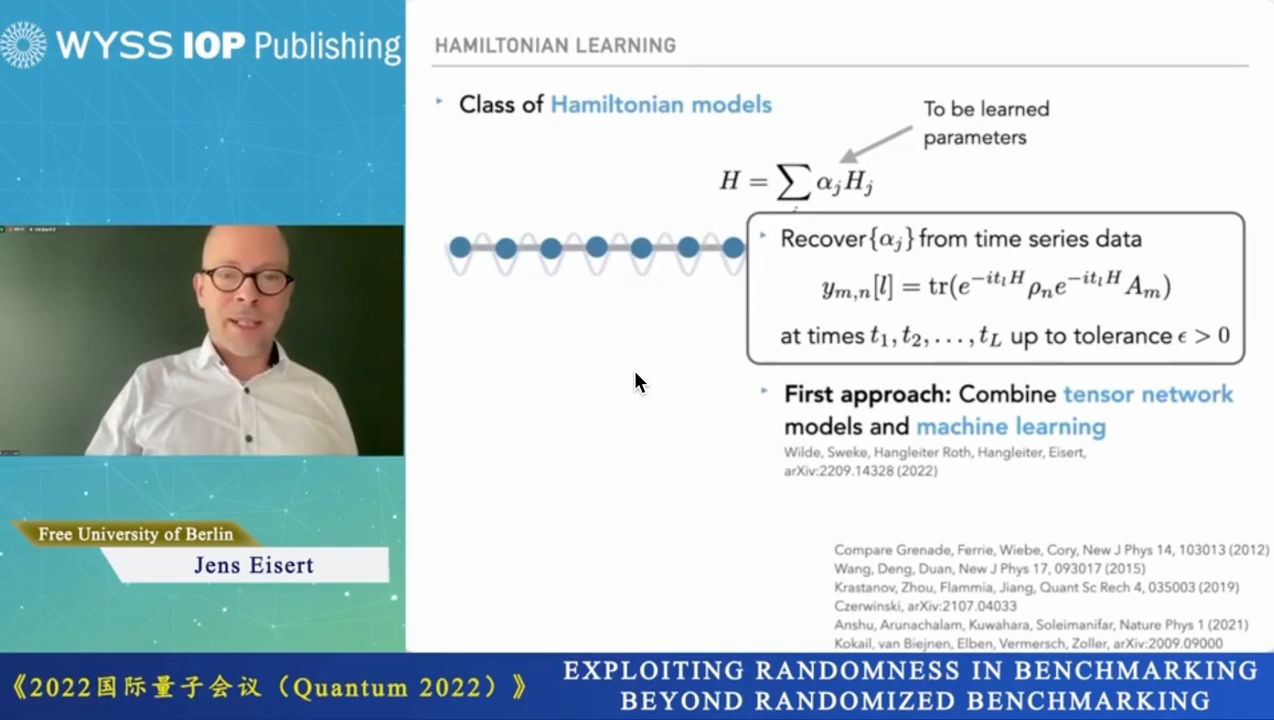 WYSS IOP Publishing
HAMILTONIAN LEARNING
‣ Class of Hamiltonian models
To be learned
parameters
H = ∑ α_j H_j
‣ Recover {α_j} from time series data
y_{m,n}[l] = tr(e^{-it_l H} ρ_n e^{-it_l H} A_m)
at times t_1, t_2, . . . , t_L up to tolerance ϵ > 0
‣ First approach: Combine tensor network
models and machine learning
Wilde, Sweke, Hangleiter Roth, Hangleiter, Eisert,
arXiv:2209.14328 (2022)
Free University of Berlin
Jens Eisert
Compare Grenade, Ferrie, Wiebe, Cory, New J Phys 14, 103013 (2012)
Wang, Deng, Duan, New J Phys 17, 093017 (2015)
Krastanov, Zhou, Flammia, Jiang, Quant Sc Rech 4, 035003 (2019)
Czerwinski, arXiv:2107.04033
Anshu, Arunachalam, Kuwahara, Soleimanifar, Nature Phys 1 (2021)
Kokail, van Biejnen, Elben, Vermersch, Zoller, arXiv:2009.09000
《2022国际量子会议（Quantum 2022）》
EXPLOITING RANDOMNESS IN BENCHMARKING
BEYOND RANDOMIZED BENCHMARKING